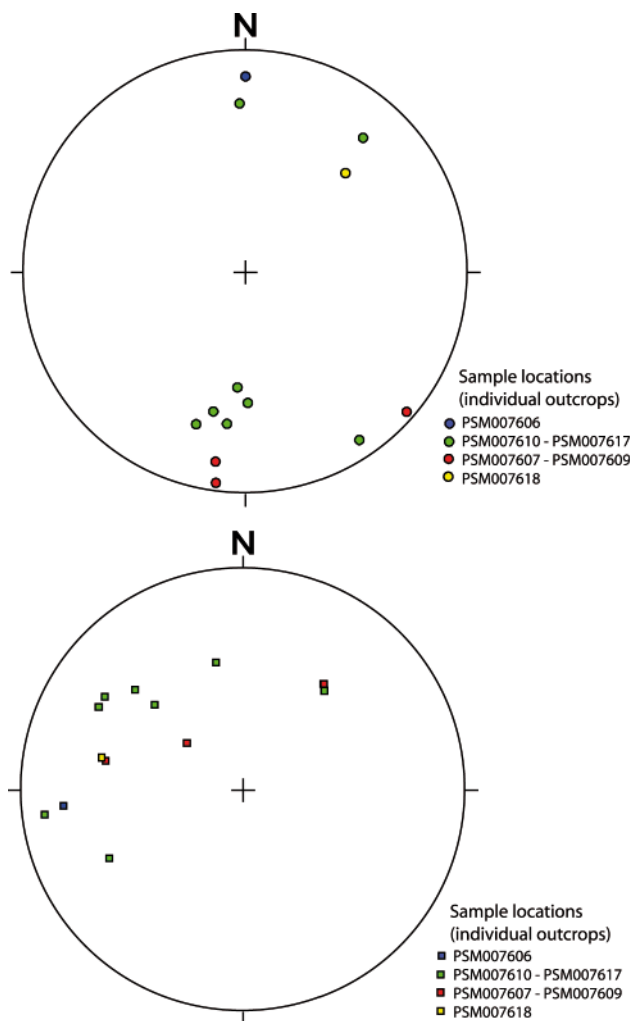 N
Sample locations
(individual outcrops)
PSM007606
PSM007610 - PSM007617
PSM007607 - PSM007609
PSM007618
N
Sample locations
(individual outcrops)
PSM007606
PSM007610 - PSM007617
PSM007607 - PSM007609
PSM007618